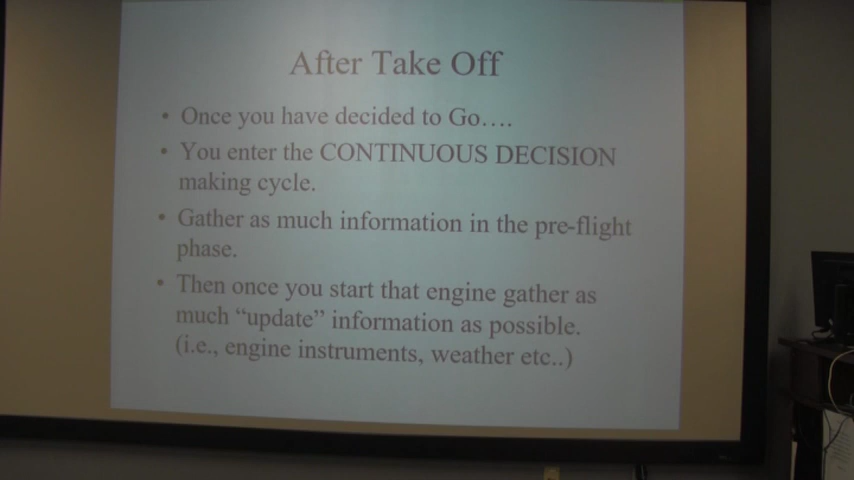 After Take Off
• Once you have decided to Go….
• You enter the CONTINUOUS DECISION
making cycle.
• Gather as much information in the pre-flight
phase.
• Then once you start that engine gather as
much “update” information as possible.
(i.e., engine instruments, weather etc..)